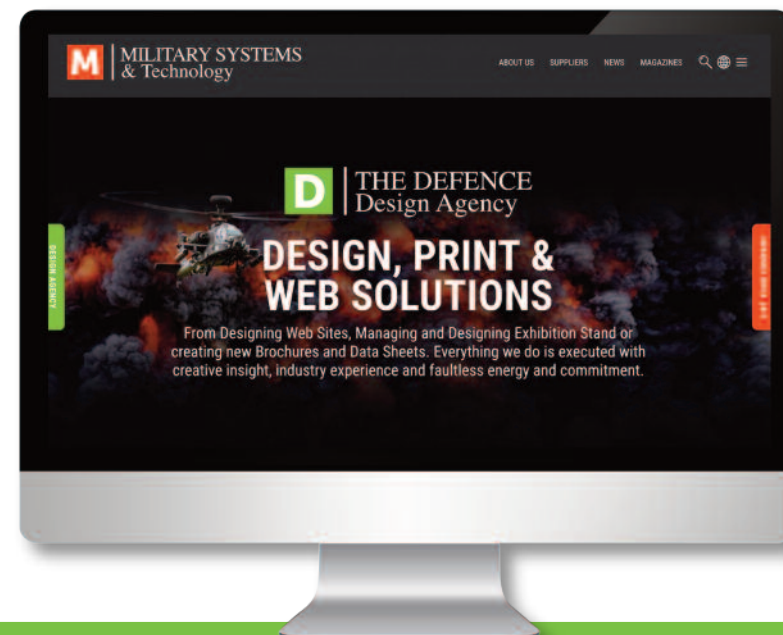 M
MILITARY SYSTEMS
& Technology
ABOUT US SUPPLIERS NEWS MAGAZINES
D
THE DEFENCE
Design Agency
DESIGN, PRINT &
WEB SOLUTIONS
From Designing Web Sites, Managing and Designing Exhibition Stand or
creating new Brochures and Data Sheets. Everything we do is executed with
creative insight, industry experience and faultless energy and commitment.
DESIGN AGENCY